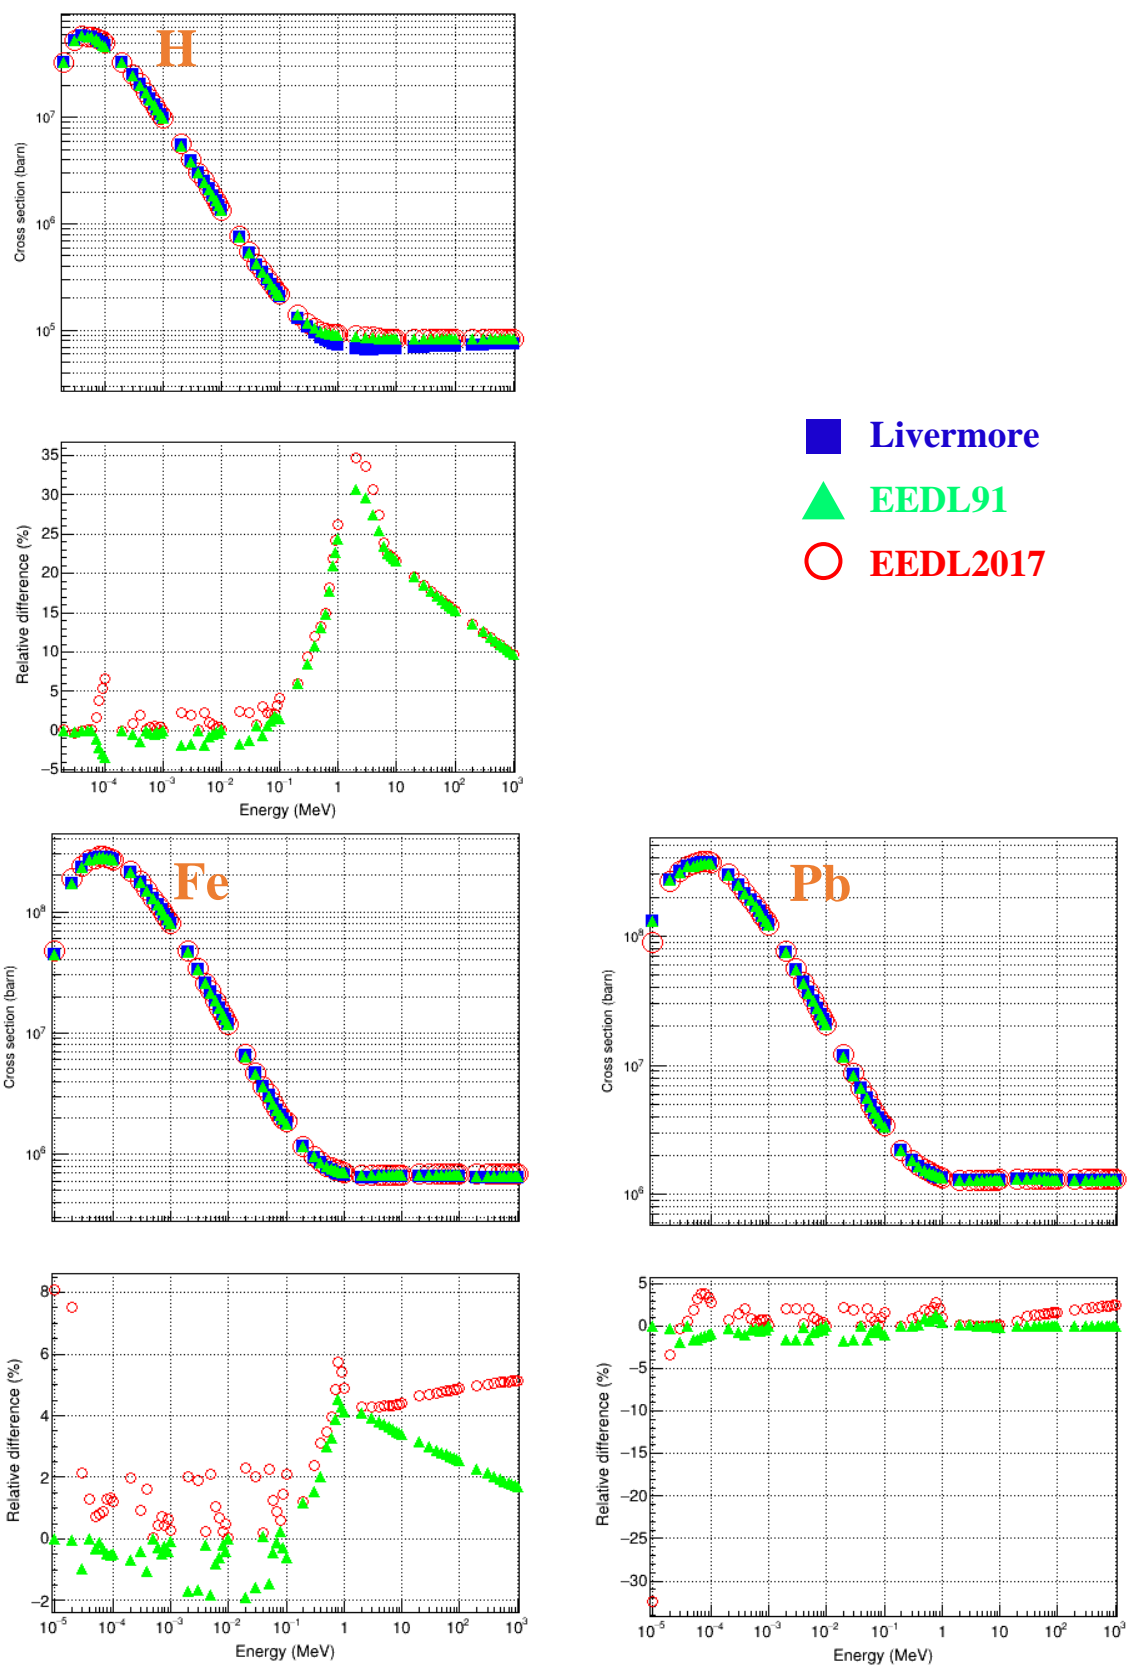 H
Cross section (barn)
10⁷
10⁶
10⁵
Relative difference (%)
35
30
25
20
15
10
5
0
−5
10⁻⁴ 10⁻³ 10⁻² 10⁻¹ 1 10 10² 10³
Energy (MeV)
Livermore
EEDL91
EEDL2017
Fe
Cross section (barn)
10⁸
10⁷
10⁶
Relative difference (%)
8
6
4
2
0
−2
10⁻⁵ 10⁻⁴ 10⁻³ 10⁻² 10⁻¹ 1 10 10² 10³
Energy (MeV)
Pb
Cross section (barn)
10⁸
10⁷
10⁶
Relative difference (%)
5
0
−5
−10
−15
−20
−25
−30
10⁻⁵ 10⁻⁴ 10⁻³ 10⁻² 10⁻¹ 1 10 10² 10³
Energy (MeV)